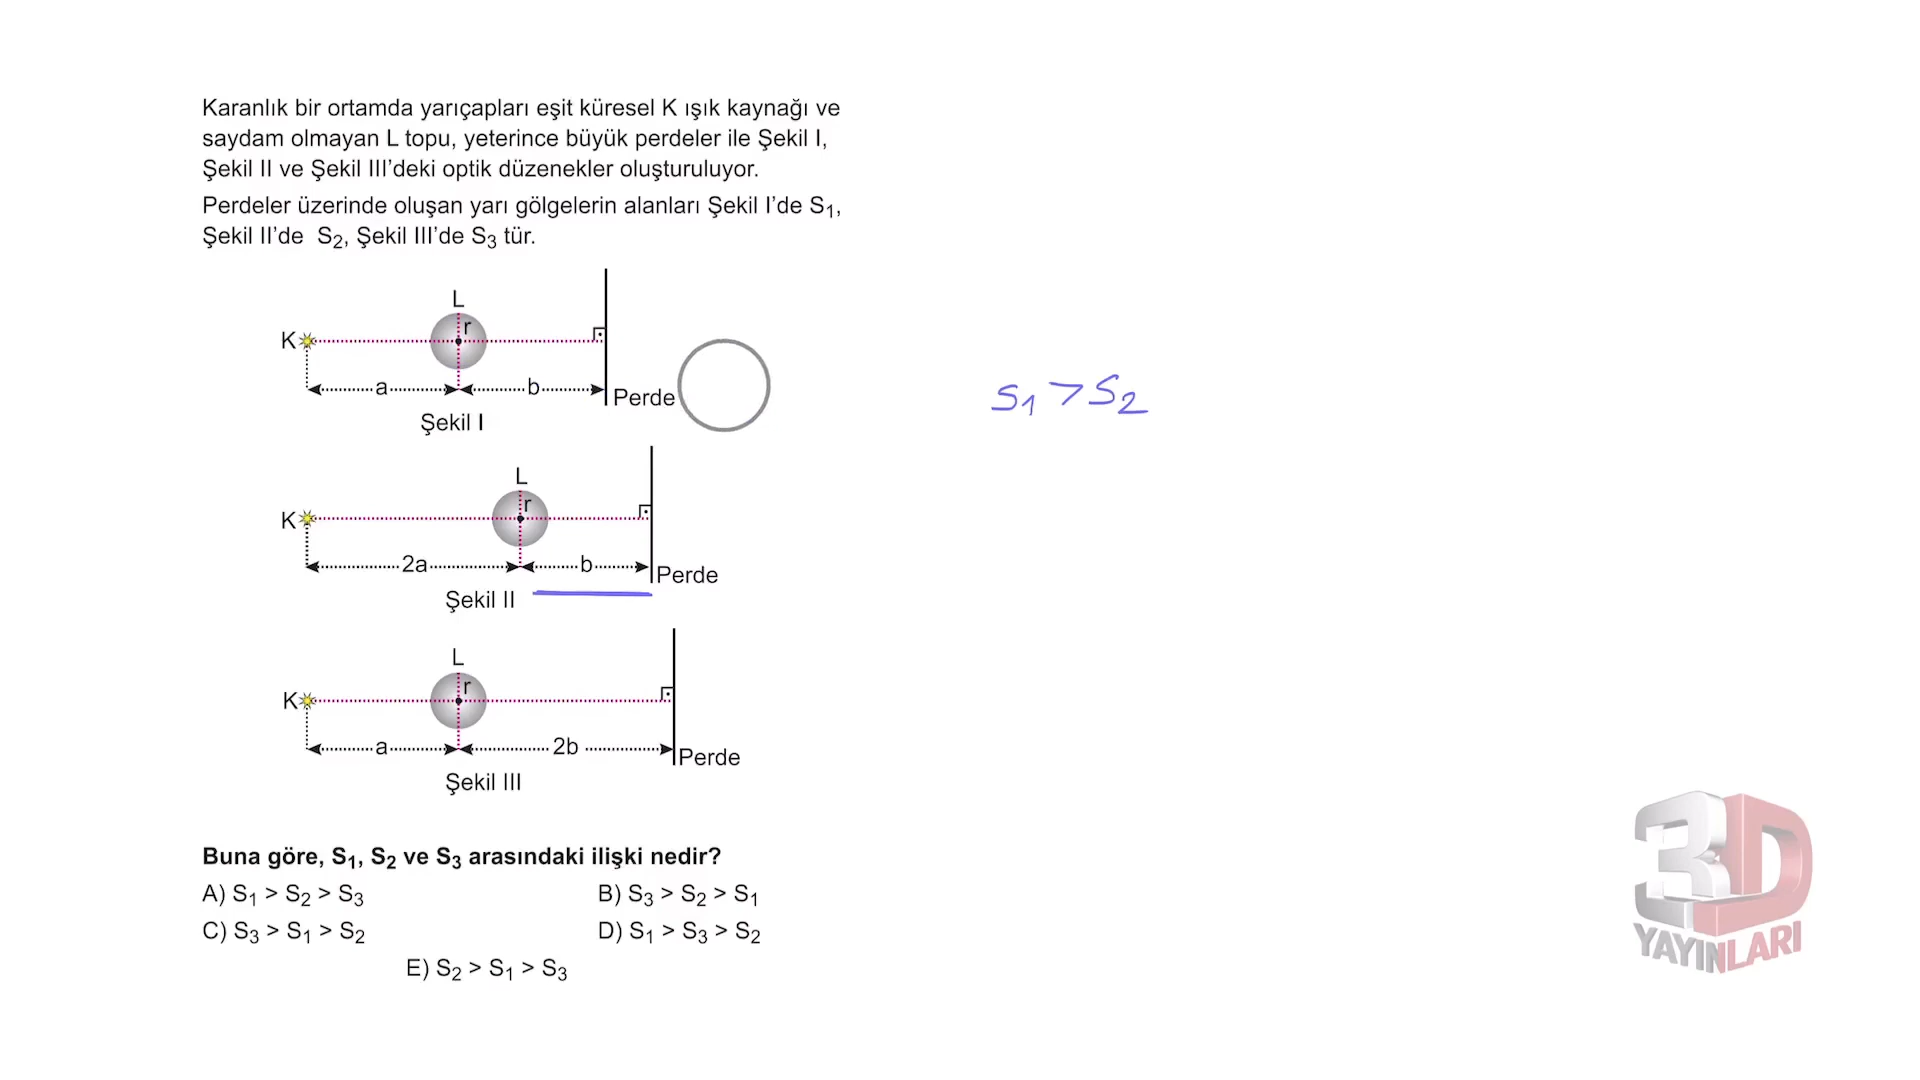 Karanlık bir ortamda yarıçapları eşit küresel K ışık kaynağı ve
saydam olmayan L topu, yeterince büyük perdeler ile Şekil I,
Şekil II ve Şekil III'deki optik düzenekler oluşturuluyor.
Perdeler üzerinde oluşan yarı gölgelerin alanları Şekil I'de S₁,
Şekil II'de S₂, Şekil III'de S₃ tür.
L
r
K
a
b
Perde
Şekil I
S₁ > S₂
L
r
K
2a
b
Perde
Şekil II
L
r
K
a
2b
Perde
Şekil III
Buna göre, S₁, S₂ ve S₃ arasındaki ilişki nedir?
A) S₁ > S₂ > S₃
B) S₃ > S₂ > S₁
C) S₃ > S₁ > S₂
D) S₁ > S₃ > S₂
E) S₂ > S₁ > S₃
3D
YAYINLARI